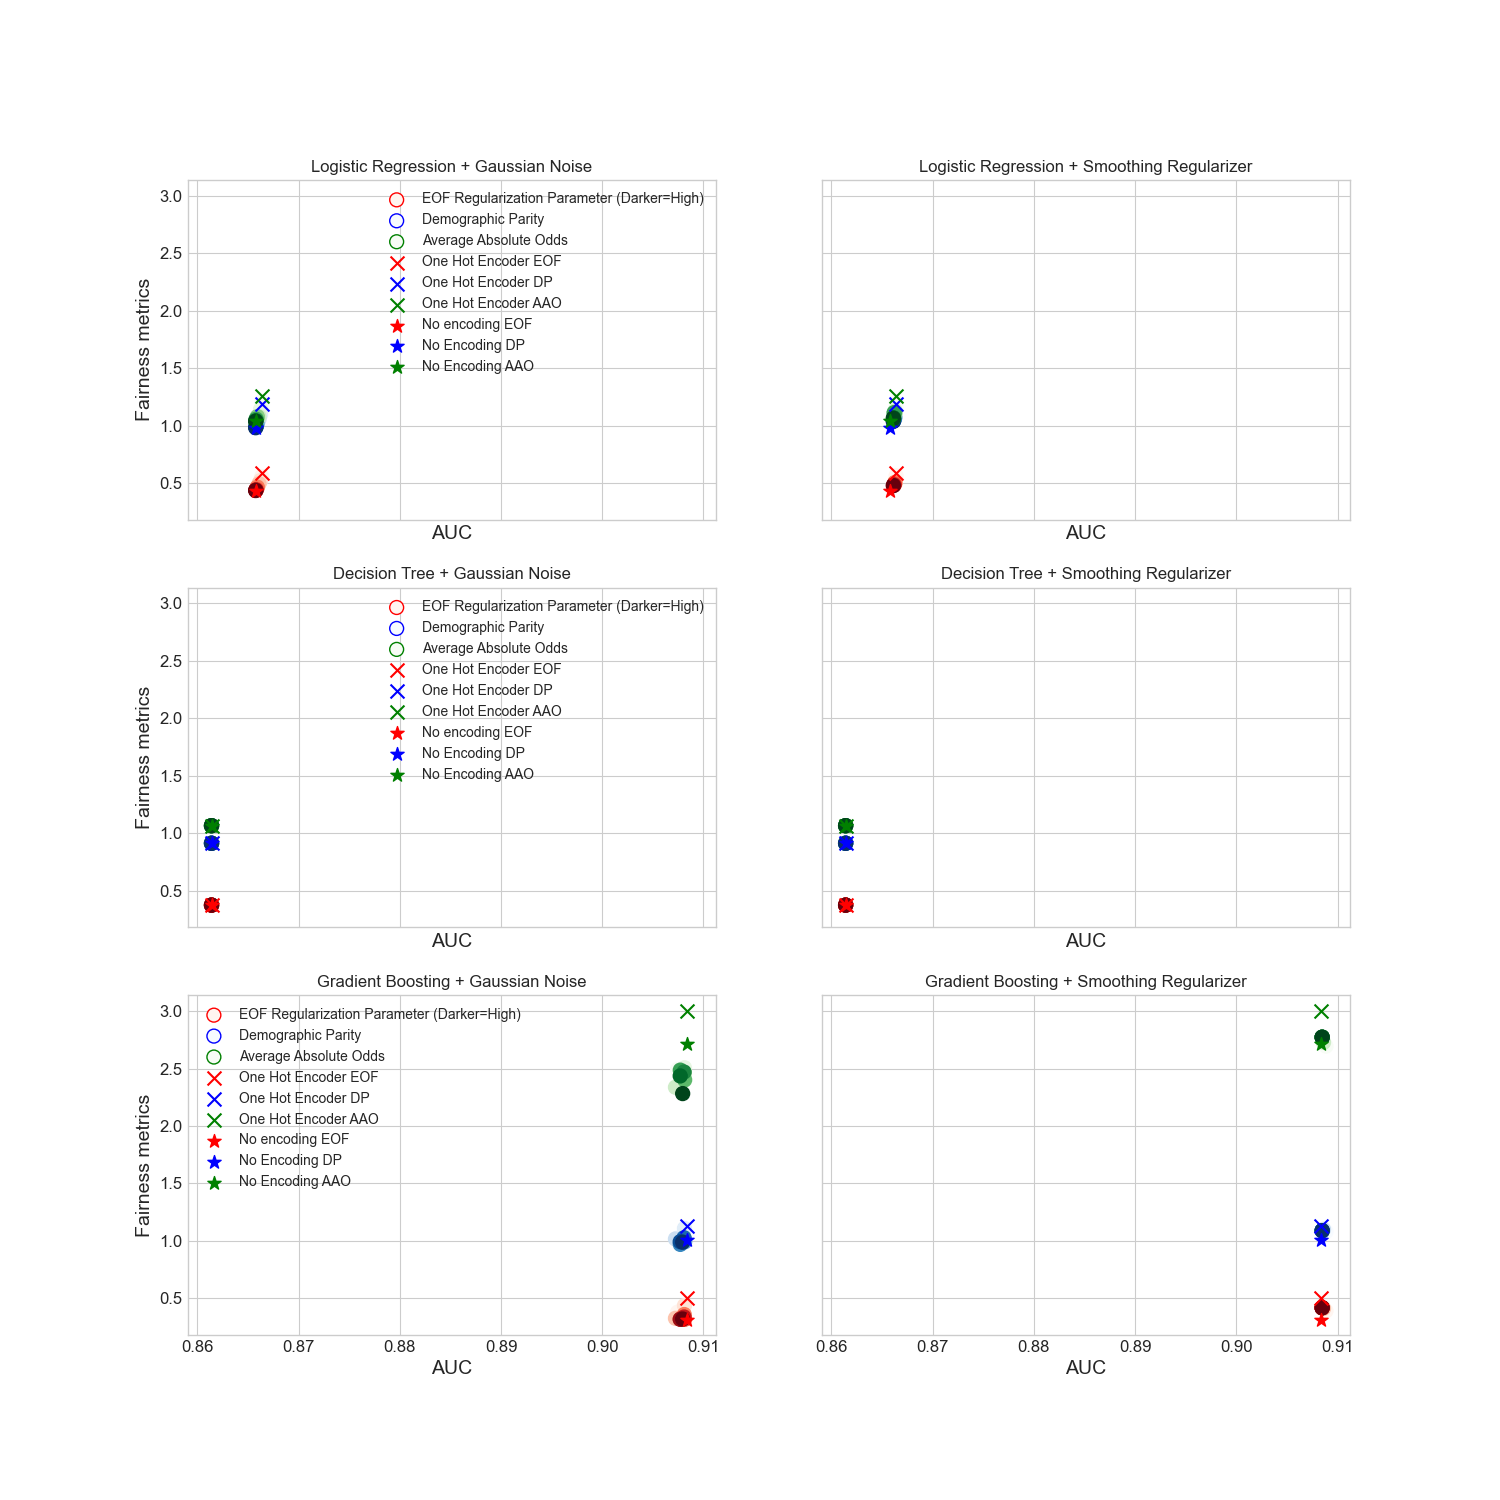 Logistic Regression + Gaussian Noise
3.0
2.5
2.0
1.5
1.0
0.5
Fairness metrics
EOF Regularization Parameter (Darker=High)
Demographic Parity
Average Absolute Odds
One Hot Encoder EOF
One Hot Encoder DP
One Hot Encoder AAO
No encoding EOF
No Encoding DP
No Encoding AAO
AUC
Logistic Regression + Smoothing Regularizer
AUC
Decision Tree + Gaussian Noise
3.0
2.5
2.0
1.5
1.0
0.5
Fairness metrics
EOF Regularization Parameter (Darker=High)
Demographic Parity
Average Absolute Odds
One Hot Encoder EOF
One Hot Encoder DP
One Hot Encoder AAO
No encoding EOF
No Encoding DP
No Encoding AAO
AUC
Decision Tree + Smoothing Regularizer
AUC
Gradient Boosting + Gaussian Noise
3.0
2.5
2.0
1.5
1.0
0.5
Fairness metrics
EOF Regularization Parameter (Darker=High)
Demographic Parity
Average Absolute Odds
One Hot Encoder EOF
One Hot Encoder DP
One Hot Encoder AAO
No encoding EOF
No Encoding DP
No Encoding AAO
0.86 0.87 0.88 0.89 0.90 0.91
AUC
Gradient Boosting + Smoothing Regularizer
0.86 0.87 0.88 0.89 0.90 0.91
AUC